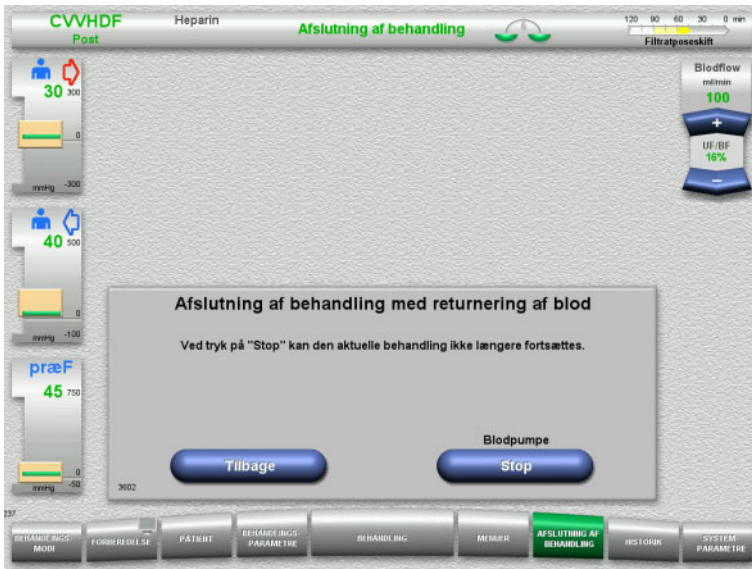 CVVHDF
Post
Heparin
Afslutning af behandling
120 90 60 30 0 min
Filtratposeskift
30
300
0
mmHg
-300
40
500
0
mmHg
-100
præF
45
750
0
mmHg
-50
Blodflow
ml/min
100
+
UF/BF
16%
–
Afslutning af behandling med returnering af blod
Ved tryk på "Stop" kan den aktuelle behandling ikke længere fortsættes.
Blodpumpe
Tilbage
Stop
3602
237
BEHANDLINGS-
MODI
FORBEREDELSE
PATIENT
BEHANDLINGS-
PARAMETRE
BEHANDLING
MENUER
AFSLUTNING AF
BEHANDLING
HISTORIK
SYSTEM
PARAMETRE